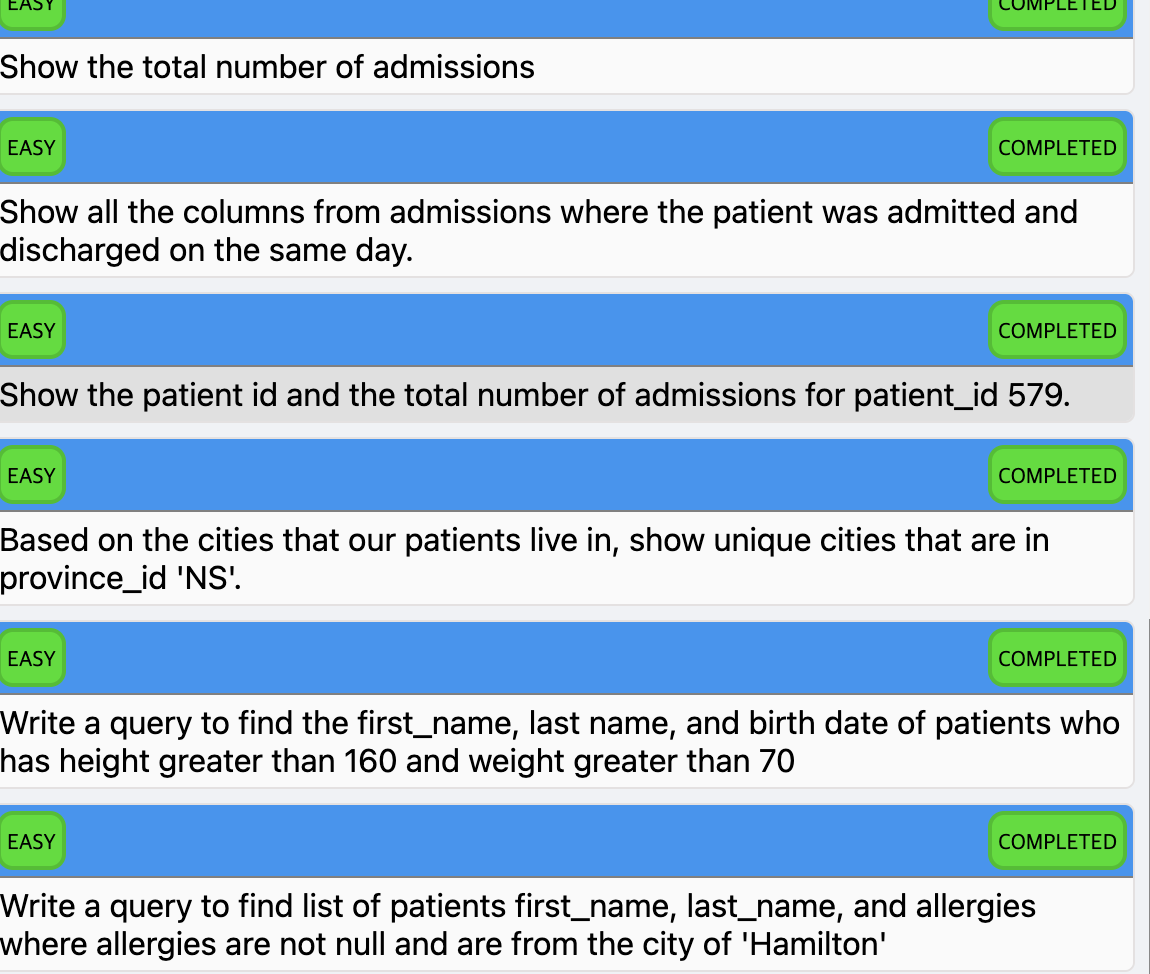 EASY COMPLETED
Show the total number of admissions
EASY COMPLETED
Show all the columns from admissions where the patient was admitted and
discharged on the same day.
EASY COMPLETED
Show the patient id and the total number of admissions for patient_id 579.
EASY COMPLETED
Based on the cities that our patients live in, show unique cities that are in
province_id 'NS'.
EASY COMPLETED
Write a query to find the first_name, last name, and birth date of patients who
has height greater than 160 and weight greater than 70
EASY COMPLETED
Write a query to find list of patients first_name, last_name, and allergies
where allergies are not null and are from the city of 'Hamilton'